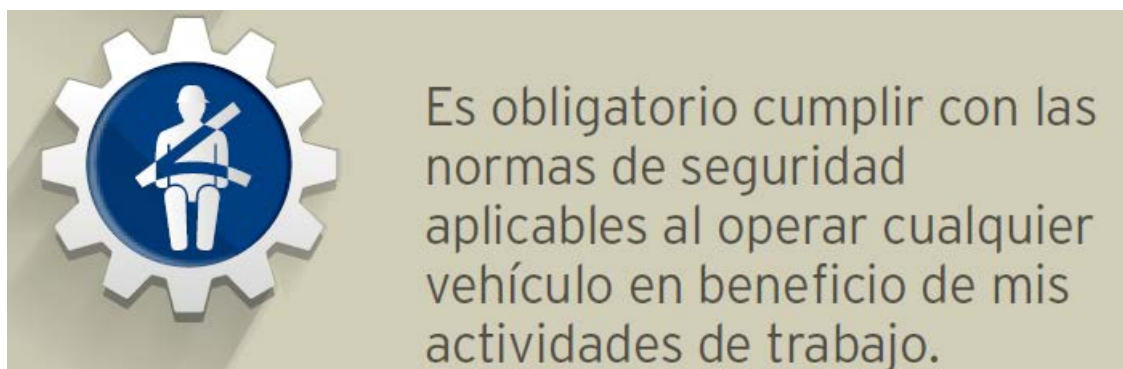 Es obligatorio cumplir con las
normas de seguridad
aplicables al operar cualquier
vehículo en beneficio de mis
actividades de trabajo.